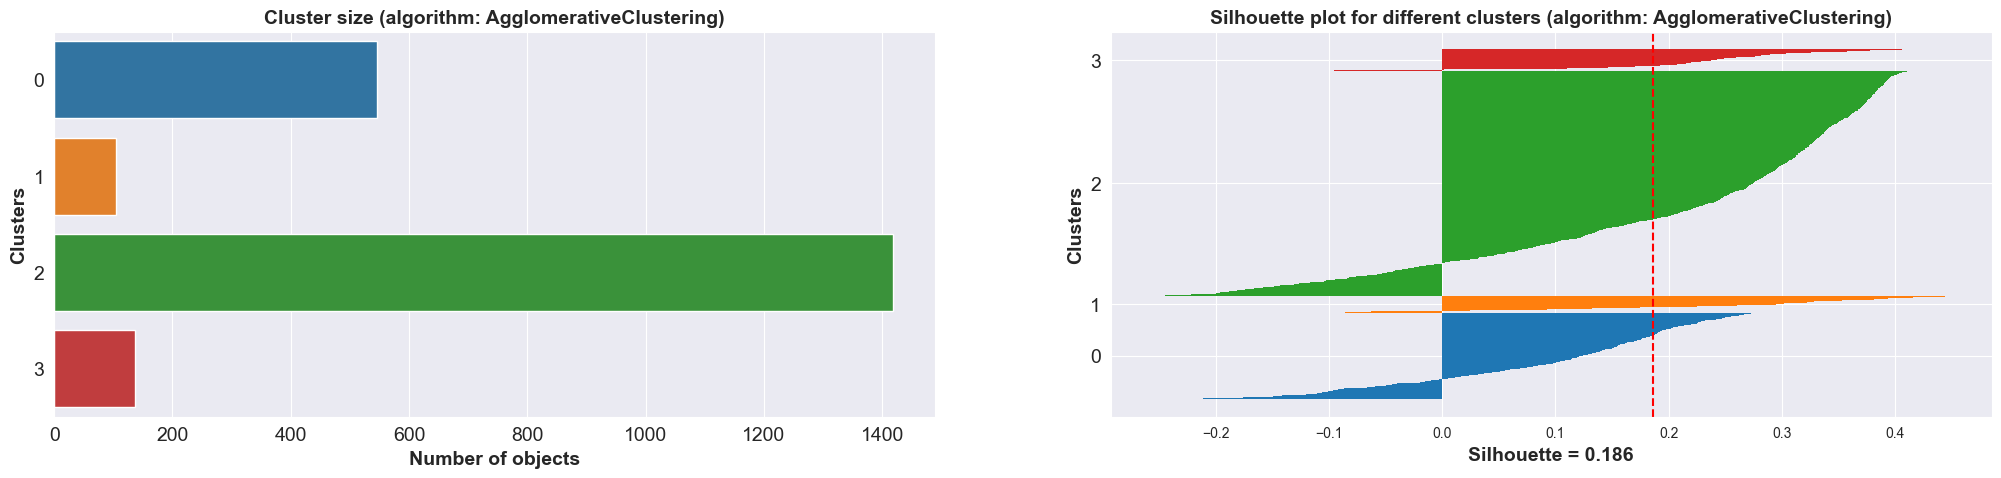 Cluster size (algorithm: AgglomerativeClustering)
Clusters
0
1
2
3
0 200 400 600 800 1000 1200 1400
Number of objects
Silhouette plot for different clusters (algorithm: AgglomerativeClustering)
Clusters
3
2
1
0
−0.2 −0.1 0.0 0.1 0.2 0.3 0.4
Silhouette = 0.186